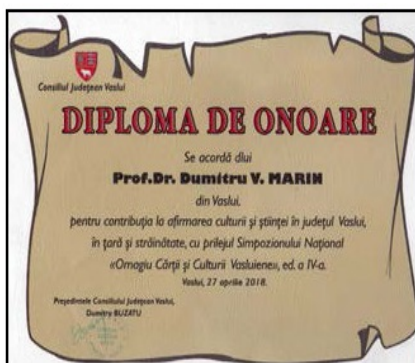 Consiliul Județean Vaslui
DIPLOMA DE ONOARE
Se acordă dlui
Prof.Dr. Dumitru V. MARIN
din Vaslui,
pentru contribuția la afirmarea culturii și științei în județul Vaslui,
în țară și străinătate, cu prilejul Simpozionului Național
«Omagiu Cărții și Culturii Vasluiene», ed. a IV-a.
Vaslui, 27 aprilie 2018.
Președintele Consiliului Județean Vaslui,
Dumitru BUZATU